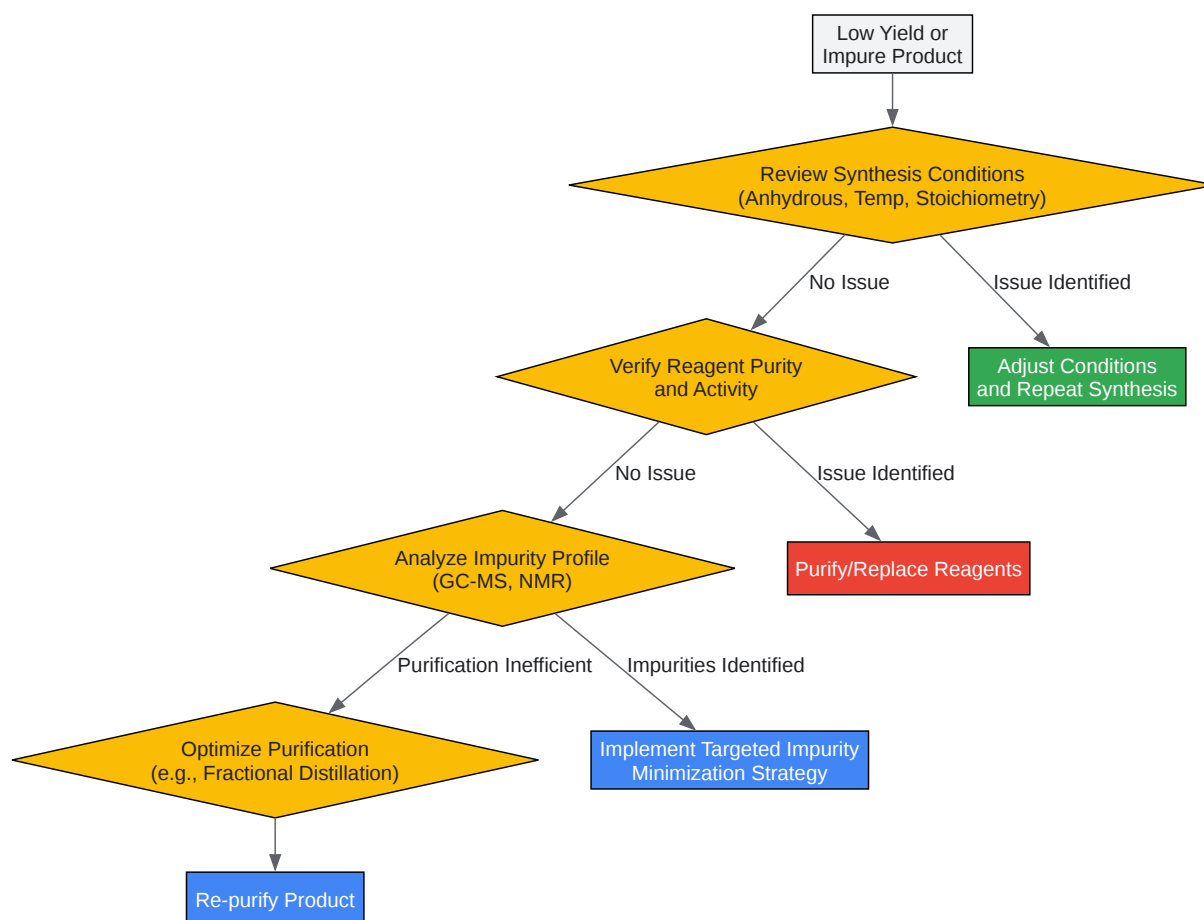 Low Yield or
Impure Product
Review Synthesis Conditions
(Anhydrous, Temp, Stoichiometry)
No Issue
Issue Identified
Verify Reagent Purity
and Activity
Adjust Conditions
and Repeat Synthesis
No Issue
Issue Identified
Analyze Impurity Profile
(GC-MS, NMR)
Purify/Replace Reagents
Purification Inefficient
Impurities Identified
Optimize Purification
(e.g., Fractional Distillation)
Implement Targeted Impurity
Minimization Strategy
Re-purify Product